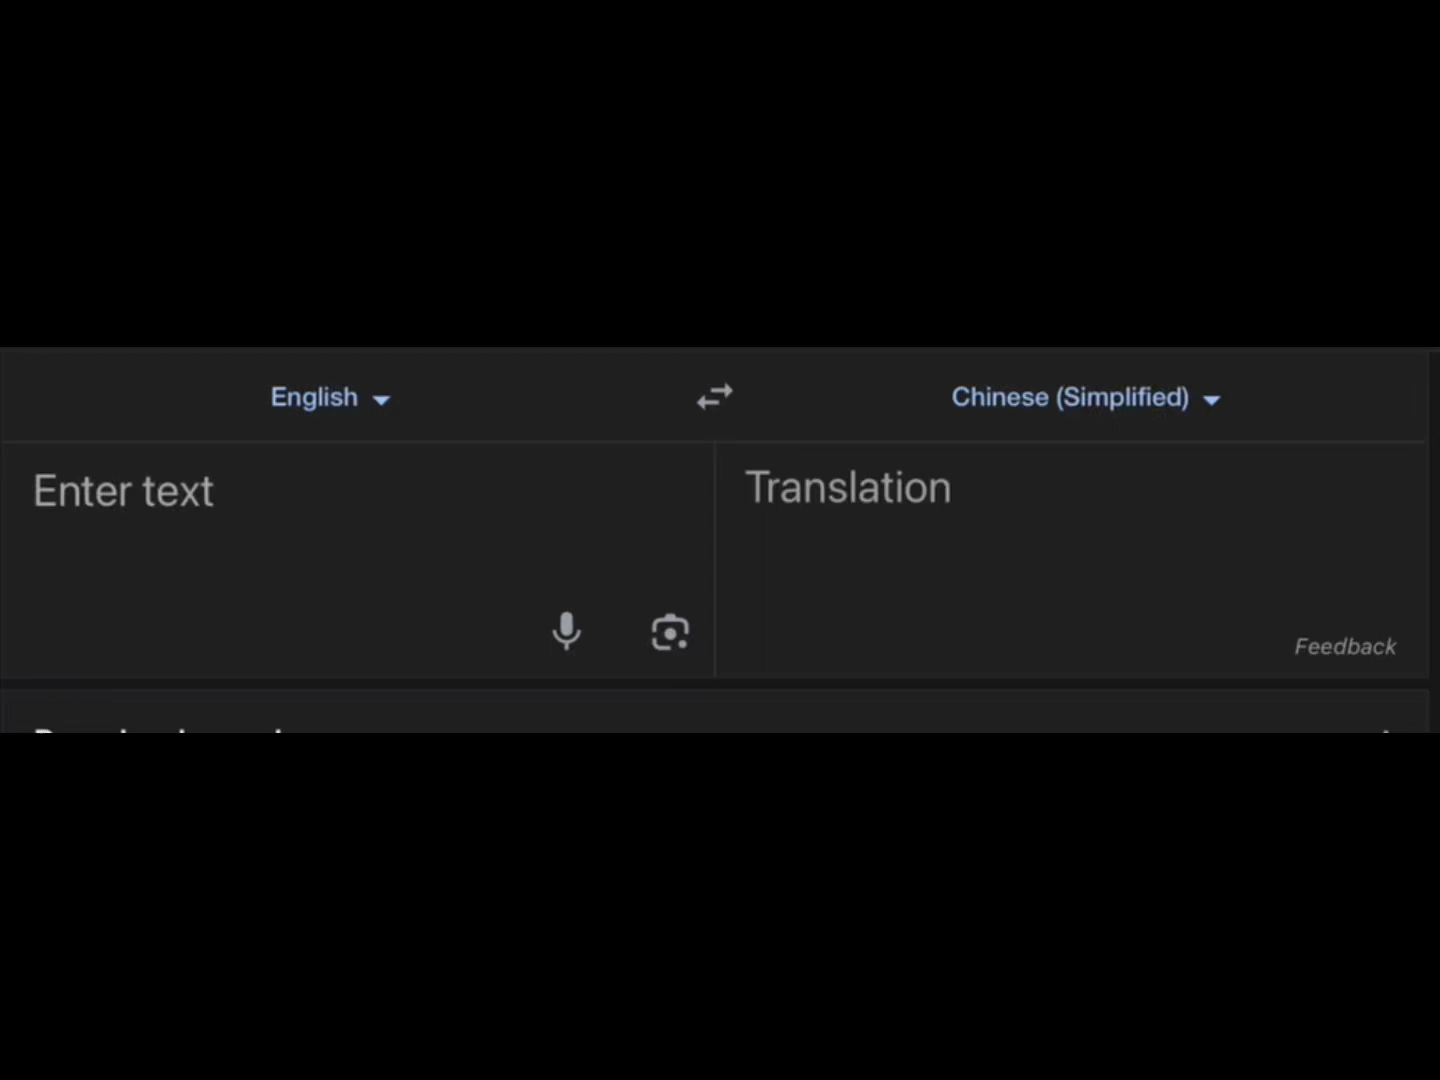 English
Chinese (Simplified)
Enter text
Translation
Feedback